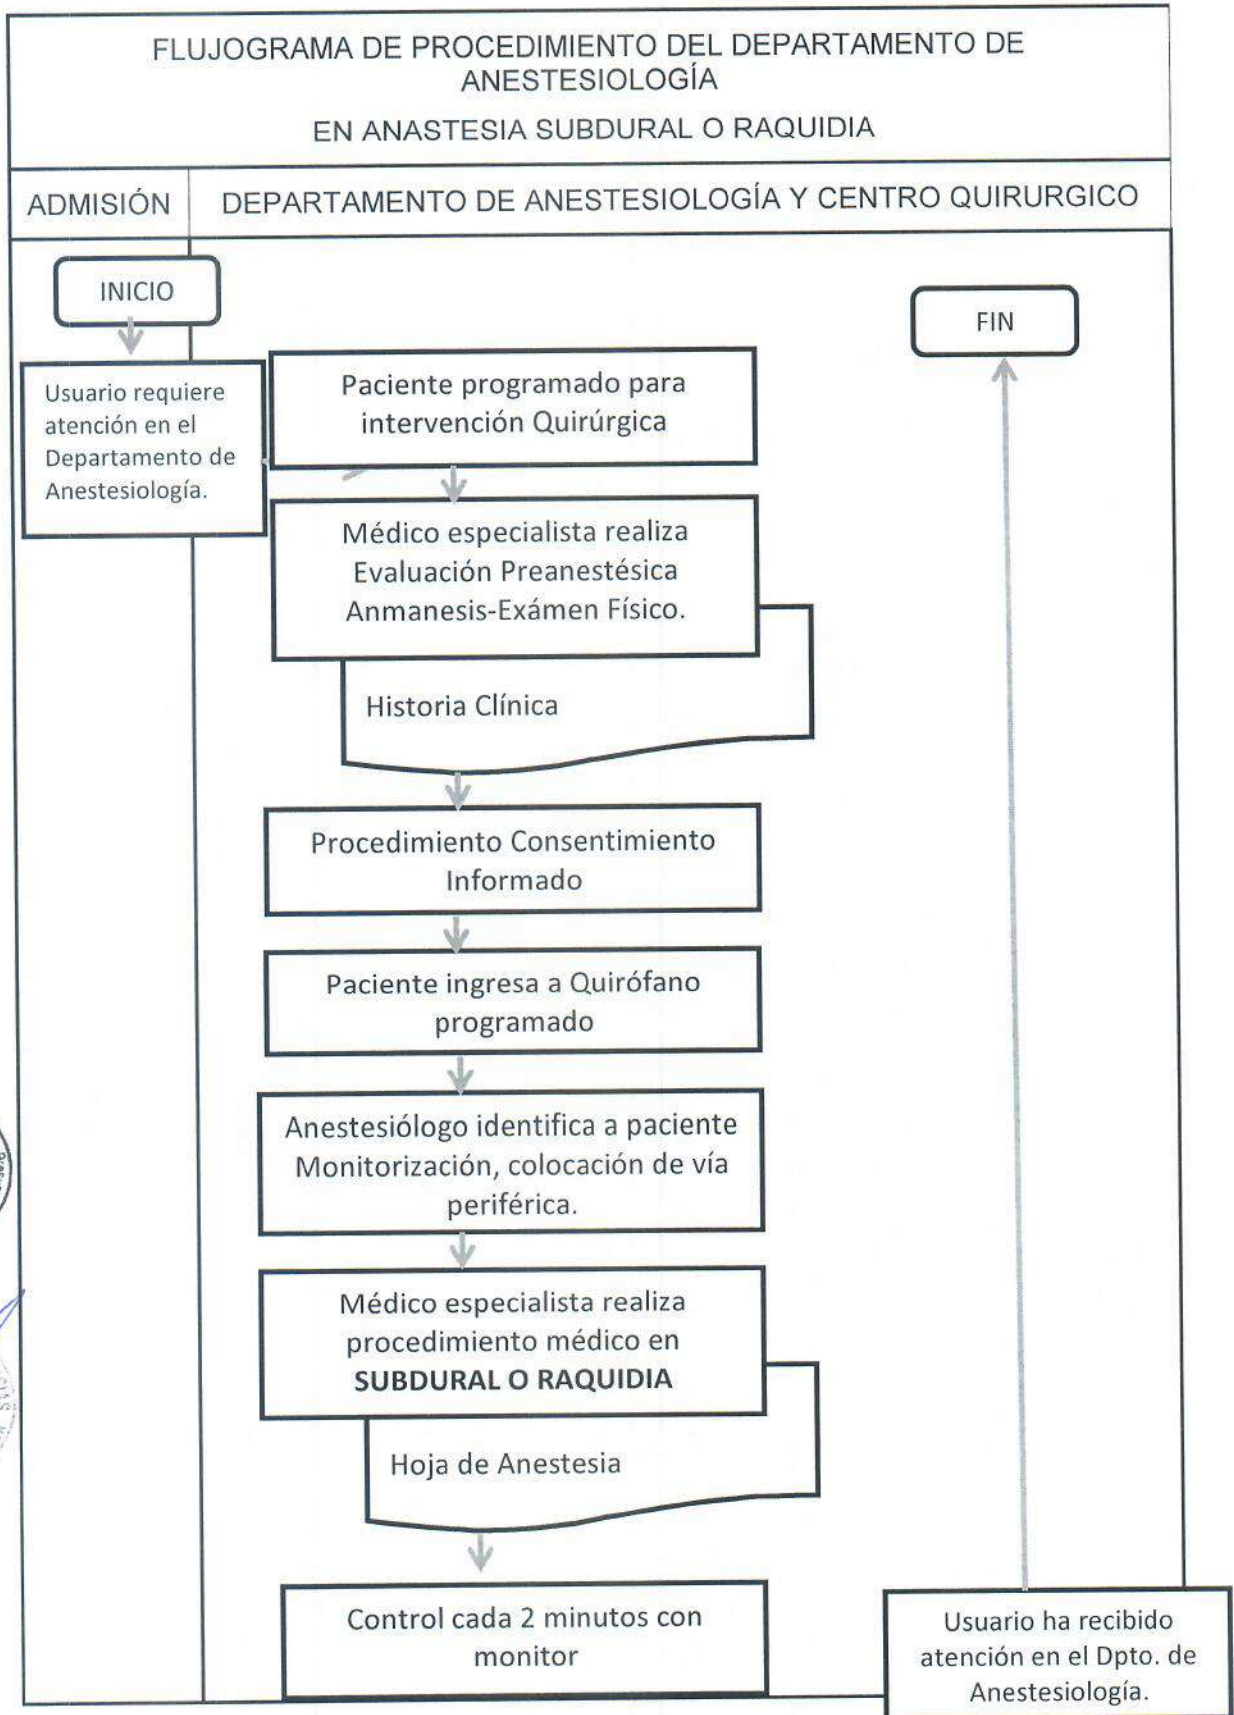 FLUJOGRAMA DE PROCEDIMIENTO DEL DEPARTAMENTO DE
ANESTESIOLOGÍA
EN ANASTESIA SUBDURAL O RAQUIDIA
ADMISIÓN
DEPARTAMENTO DE ANESTESIOLOGÍA Y CENTRO QUIRURGICO
INICIO
FIN
Usuario requiere
atención en el
Departamento de
Anestesiología.
Paciente programado para
intervención Quirúrgica
Médico especialista realiza
Evaluación Preanestésica
Anmanesis-Exámen Físico.
Historia Clínica
Procedimiento Consentimiento
Informado
Paciente ingresa a Quirófano
programado
Anestesiólogo identifica a paciente
Monitorización, colocación de vía
periférica.
Médico especialista realiza
procedimiento médico en
SUBDURAL O RAQUIDIA
Hoja de Anestesia
Control cada 2 minutos con
monitor
Usuario ha recibido
atención en el Dpto. de
Anestesiología.